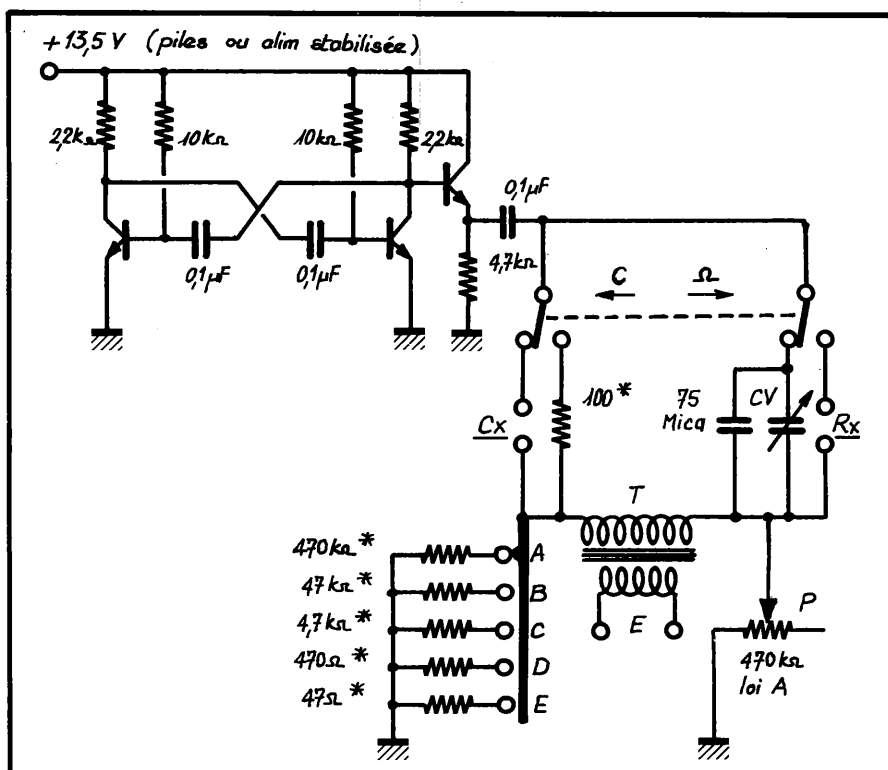 +13,5 V (piles ou alim stabilisée)
2,2kΩ
10kΩ
10kΩ
2,2kΩ
0,1µF
0,1µF
0,1µF
4,7kΩ
C
Ω
Cx
100*
75
Mica
CV
Rx
T
470kΩ*
A
47kΩ*
B
4,7kΩ*
C
E
P
470Ω*
D
470kΩ
loi A
47Ω*
E